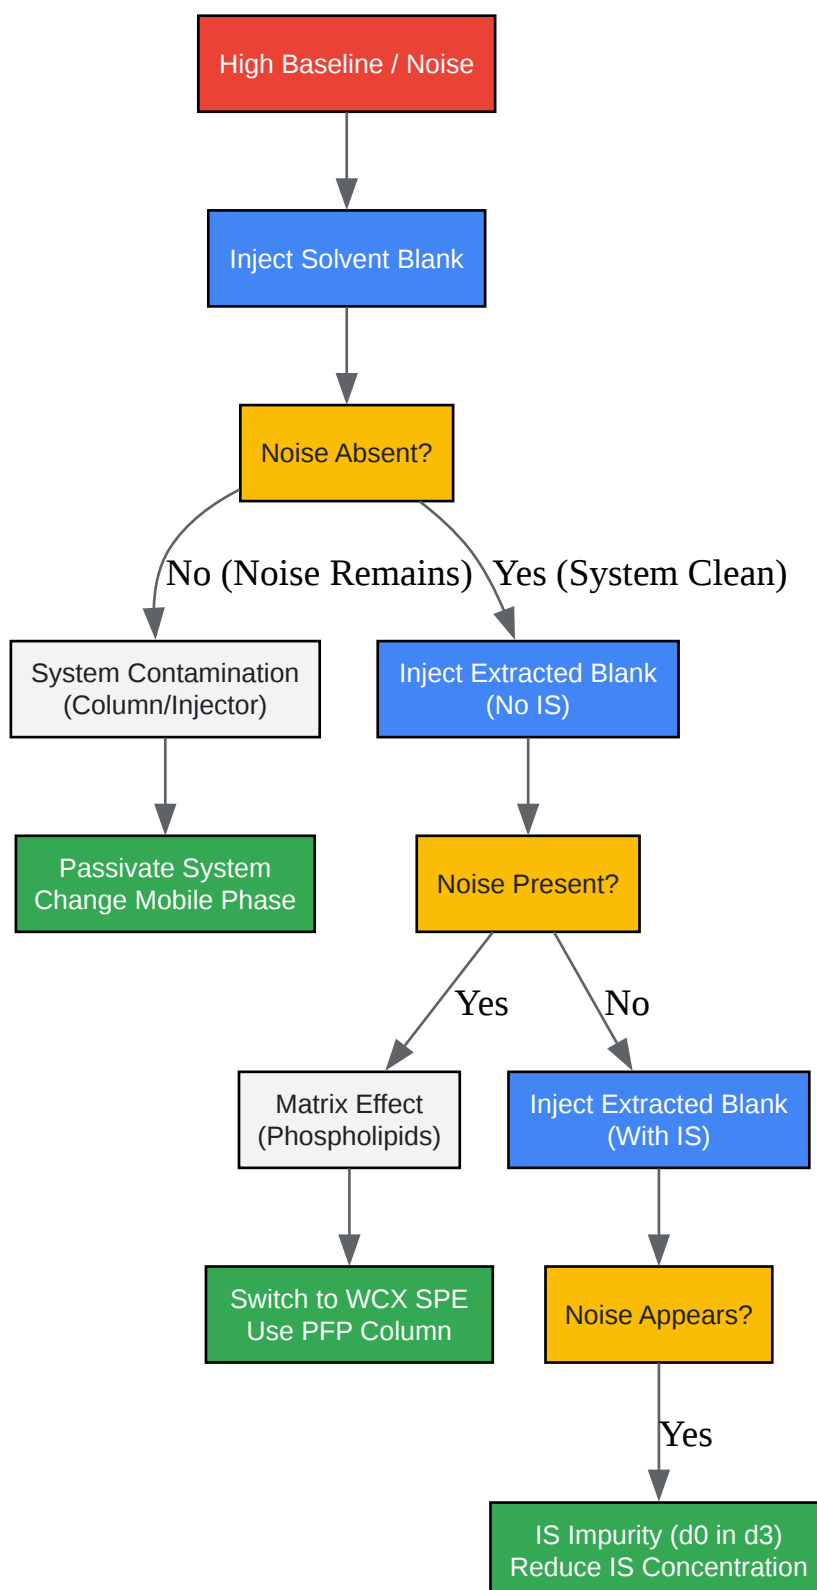 High Baseline / Noise
Inject Solvent Blank
Noise Absent?
No (Noise Remains)
Yes (System Clean)
System Contamination
(Column/Injector)
Inject Extracted Blank
(No IS)
Passivate System
Change Mobile Phase
Noise Present?
Yes
No
Matrix Effect
(Phospholipids)
Inject Extracted Blank
(With IS)
Switch to WCX SPE
Use PFP Column
Noise Appears?
Yes
IS Impurity (d0 in d3)
Reduce IS Concentration